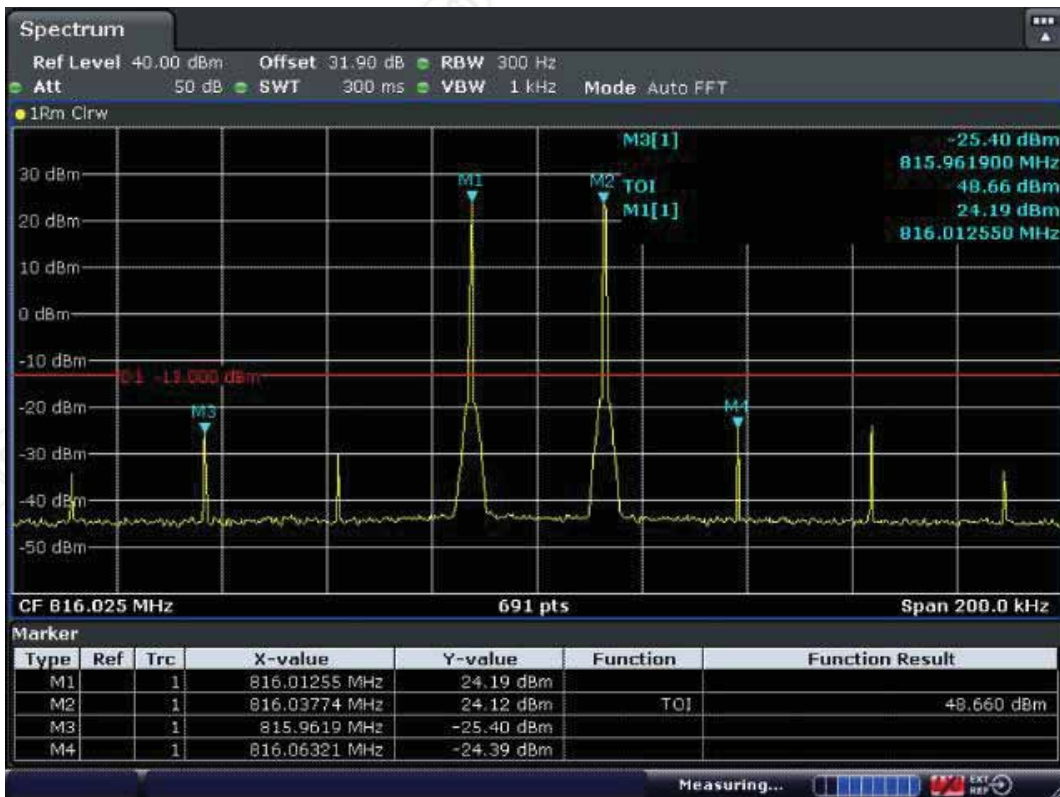 Spectrum
Ref Level 40.00 dBm Offset 31.90 dB RBW 300 Hz
Att 50 dB SWT 300 ms VBW 1 kHz Mode Auto FFT
1Rm Clrw
M3[1] -25.40 dBm
815.961900 MHz
TOI 48.66 dBm
M1[1] 24.19 dBm
816.012550 MHz
30 dBm
M1 M2
20 dBm
10 dBm
0 dBm
-10 dBm
D1 -13.000 dBm
-20 dBm
M3 M4
-30 dBm
-40 dBm
-50 dBm
CF 816.025 MHz 691 pts Span 200.0 kHz
Marker
Type Ref Trc X-value Y-value Function Function Result
M1 1 816.01255 MHz 24.19 dBm
M2 1 816.03774 MHz 24.12 dBm TOI 48.660 dBm
M3 1 815.9619 MHz -25.40 dBm
M4 1 816.06321 MHz -24.39 dBm
Measuring... EXT REF